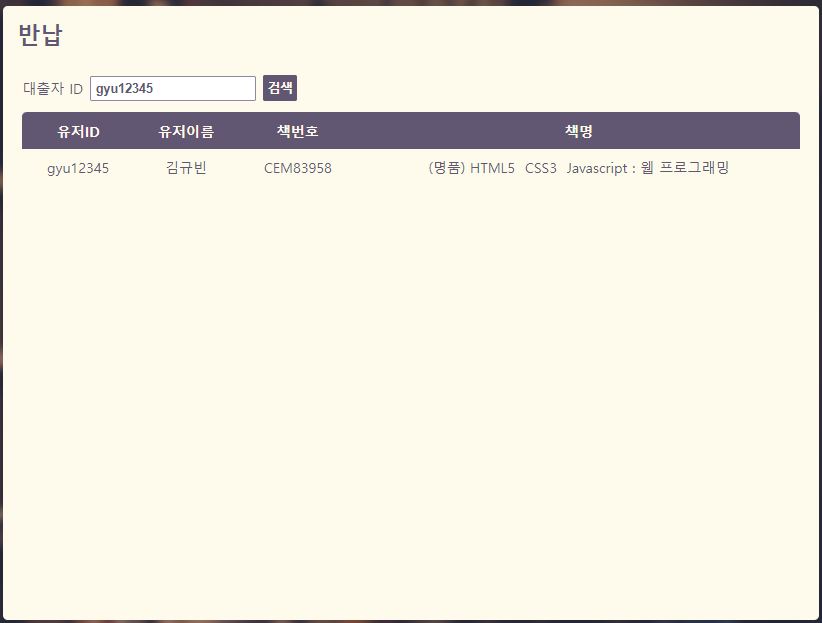 반납
대출자 ID gyu12345 검색
유저ID 유저이름 책번호 책명
gyu12345 김규빈 CEM83958 (명품) HTML5 CSS3 Javascript : 웹 프로그래밍